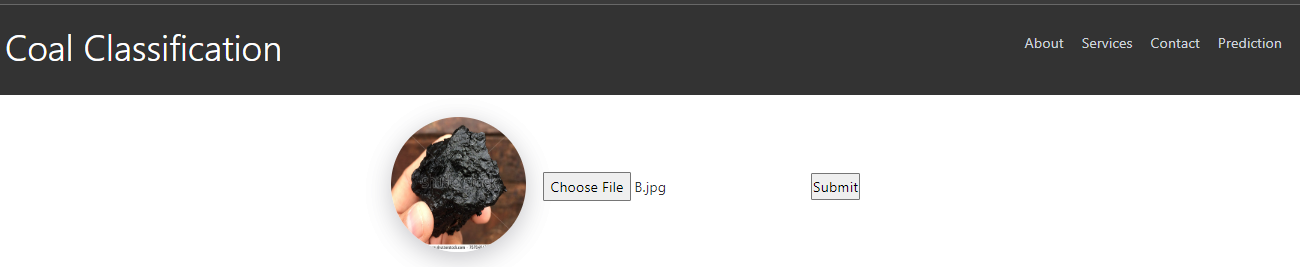 Coal Classification
About Services Contact Prediction
Choose File B.jpg
Submit